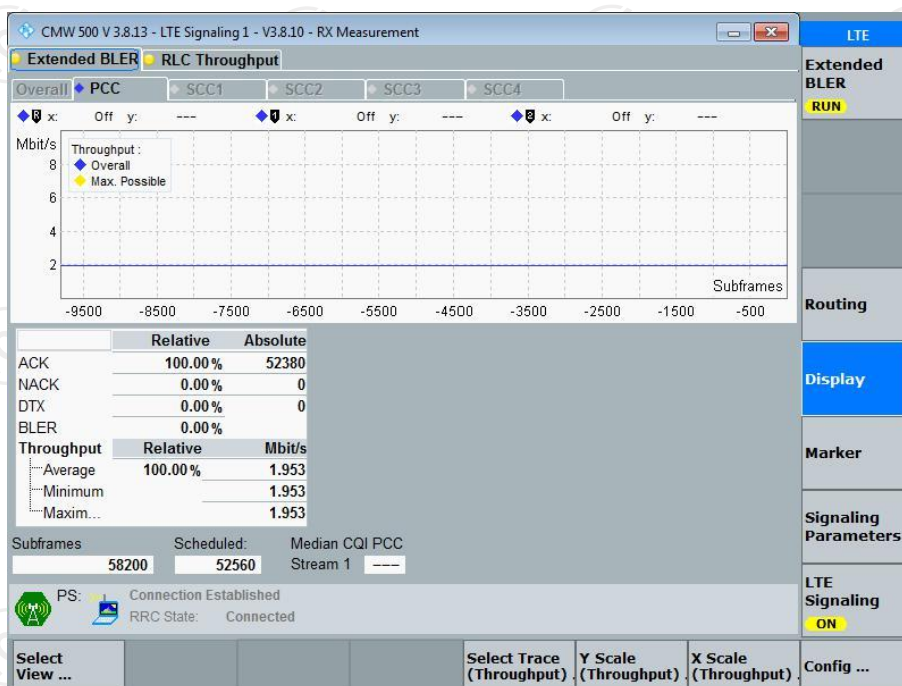 CMW 500 V 3.8.13 - LTE Signaling 1 - V3.8.10 - RX Measurement
Extended BLER RLC Throughput
Overall PCC SCC1 SCC2 SCC3 SCC4
x: Off y: --- x: Off y: --- x: Off y: ---
Mbit/s
Throughput :
Overall
Max. Possible
8
6
4
2
Subframes
-9500 -8500 -7500 -6500 -5500 -4500 -3500 -2500 -1500 -500
Relative Absolute
ACK 100.00 % 52380
NACK 0.00 % 0
DTX 0.00 % 0
BLER 0.00 %
Throughput Relative Mbit/s
Average 100.00 % 1.953
Minimum 1.953
Maxim... 1.953
Subframes Scheduled: Median CQI PCC
58200 52560 Stream 1 ---
PS: Connection Established
RRC State: Connected
LTE
Extended
BLER
RUN
Routing
Display
Marker
Signaling
Parameters
LTE
Signaling
ON
Select
View ...
Select Trace
(Throughput)
Y Scale
(Throughput)
X Scale
(Throughput)
Config ...